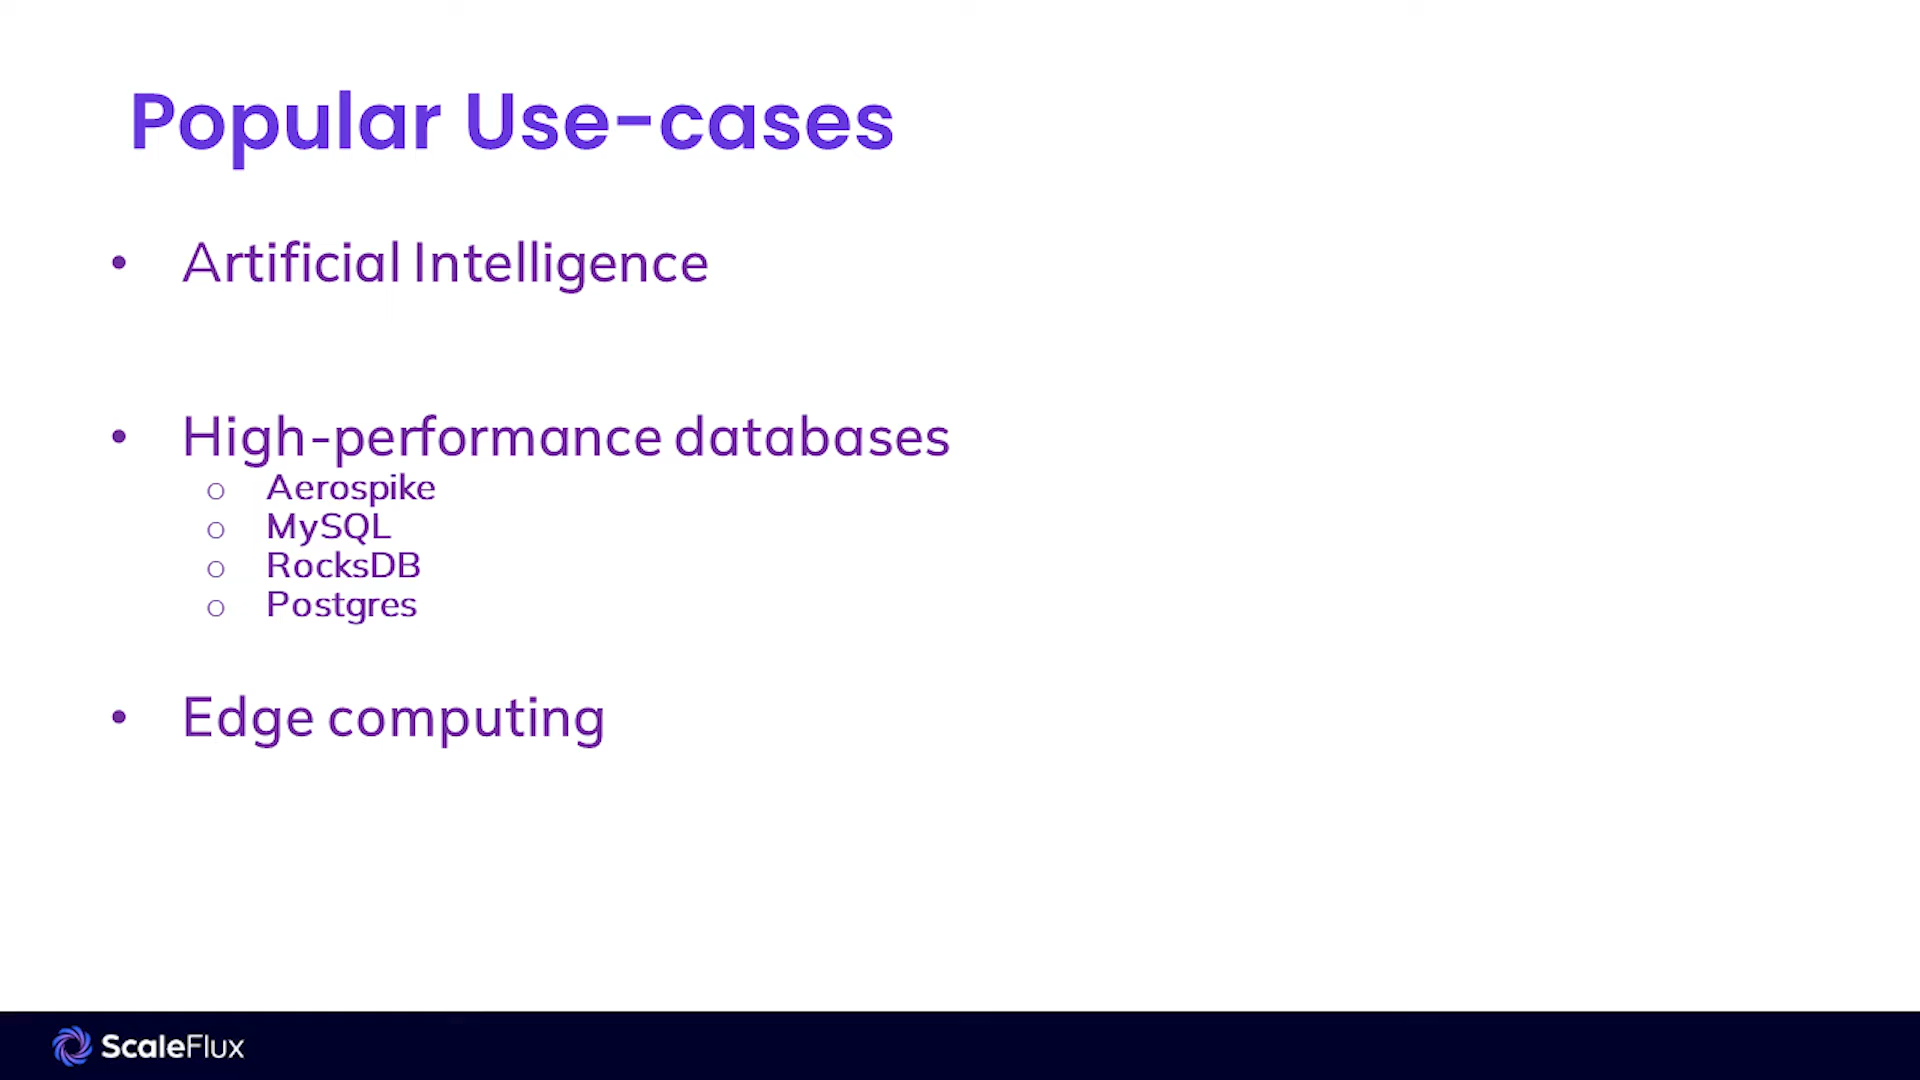 Popular Use-cases
• Artificial Intelligence
• High-performance databases
o Aerospike
o MySQL
o RocksDB
o Postgres
• Edge computing
ScaleFlux